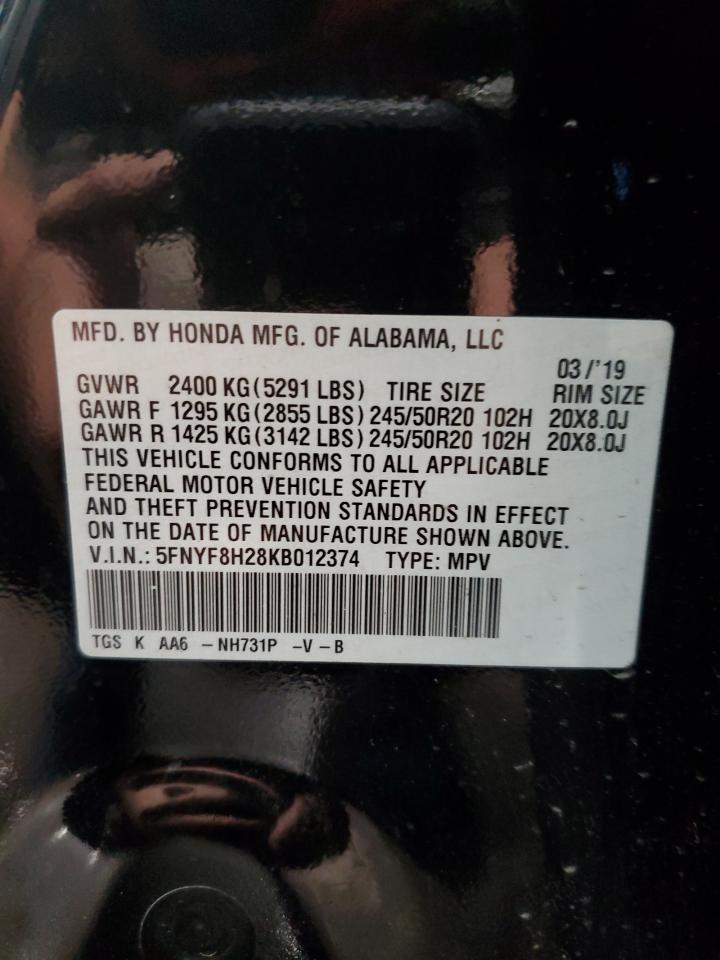 MFD. BY HONDA MFG. OF ALABAMA, LLC
03/'19
GVWR 2400 KG(5291 LBS) TIRE SIZE RIM SIZE
GAWR F 1295 KG(2855 LBS) 245/50R20 102H 20X8.0J
GAWR R 1425 KG(3142 LBS) 245/50R20 102H 20X8.0J
THIS VEHICLE CONFORMS TO ALL APPLICABLE
FEDERAL MOTOR VEHICLE SAFETY
AND THEFT PREVENTION STANDARDS IN EFFECT
ON THE DATE OF MANUFACTURE SHOWN ABOVE.
V.I.N.: 5FNYF8H28KB012374 TYPE: MPV
TGS K AA6 – NH731P –V – B